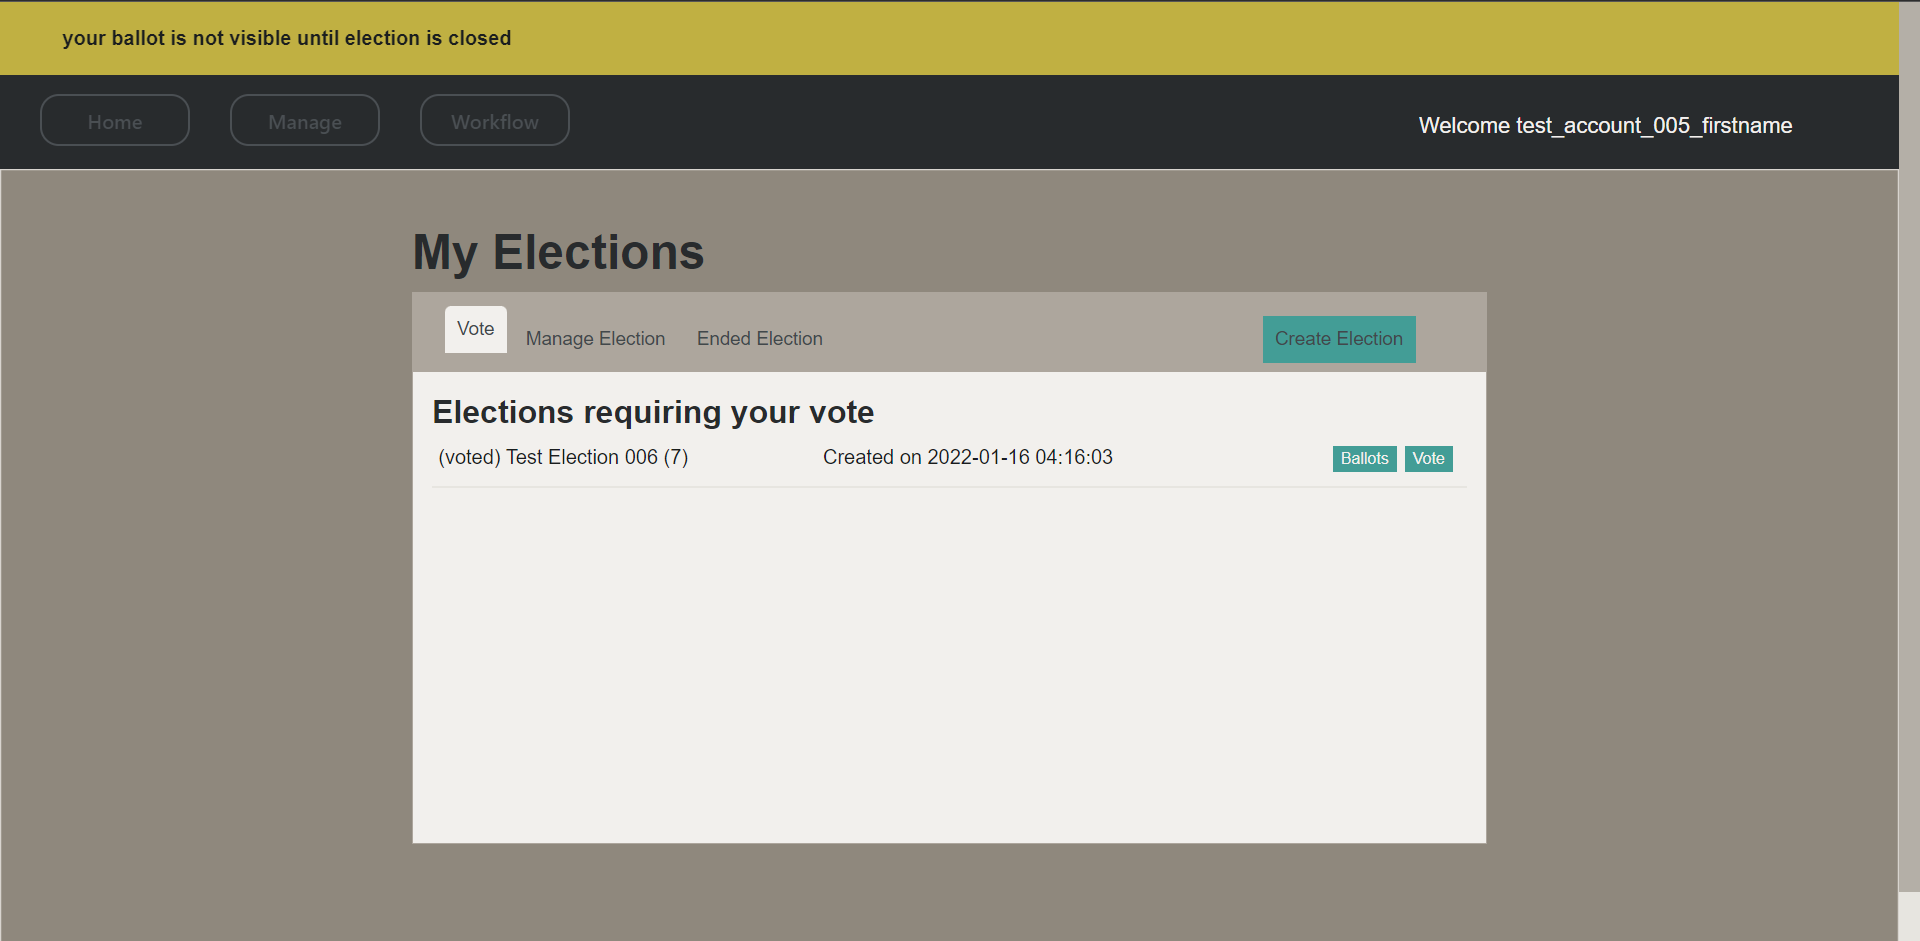 your ballot is not visible until election is closed
Home Manage Workflow Welcome test_account_005_firstname
My Elections
Vote Manage Election Ended Election Create Election
Elections requiring your vote
(voted) Test Election 006 (7) Created on 2022-01-16 04:16:03 Ballots Vote